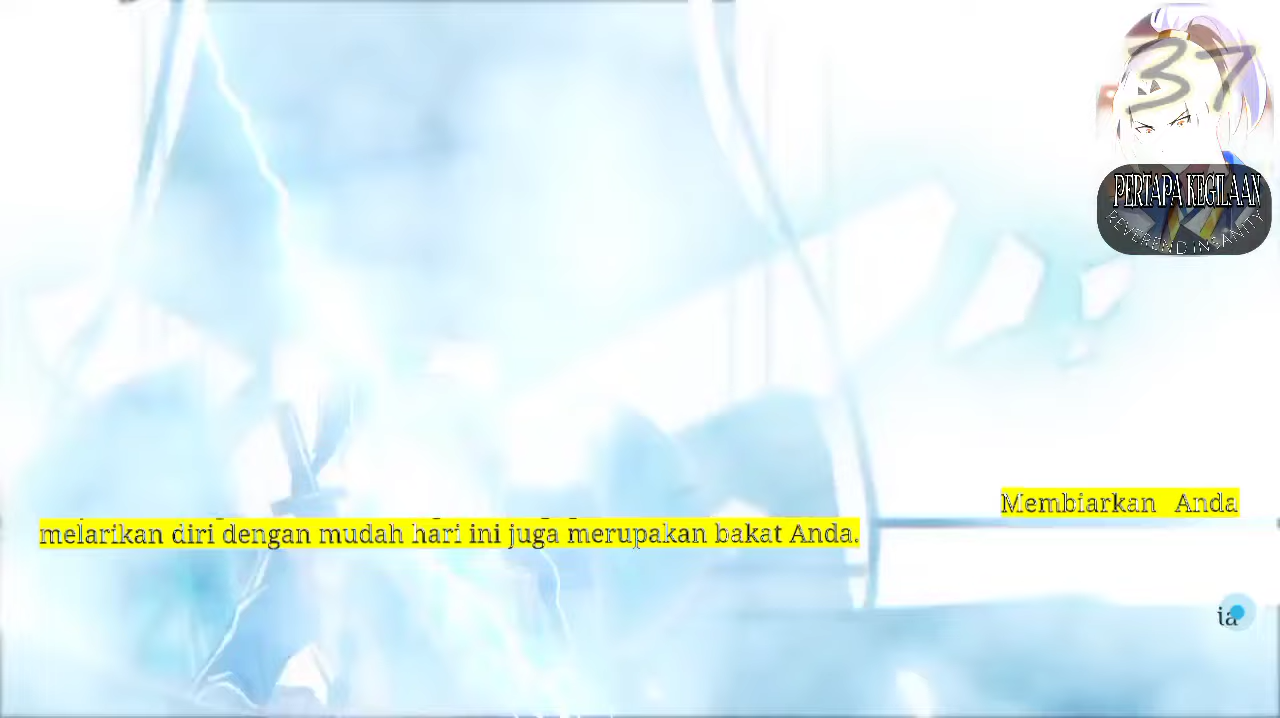 37
PERTAPA KEGILAAN
REVEREND INSANITY
Membiarkan Anda
melarikan diri dengan mudah hari ini juga merupakan bakat Anda.
ia